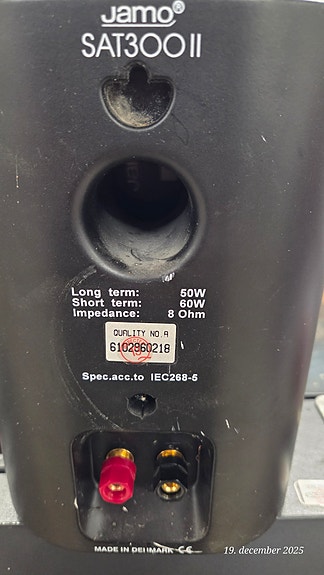 Jamo®
SAT300 II
Long term: 50W
Short term: 60W
Impedance: 8 Ohm
QUALITY NO. A
6102960218
Spec.acc.to IEC268-5
MADE IN DENMARK CE
19. december 2025